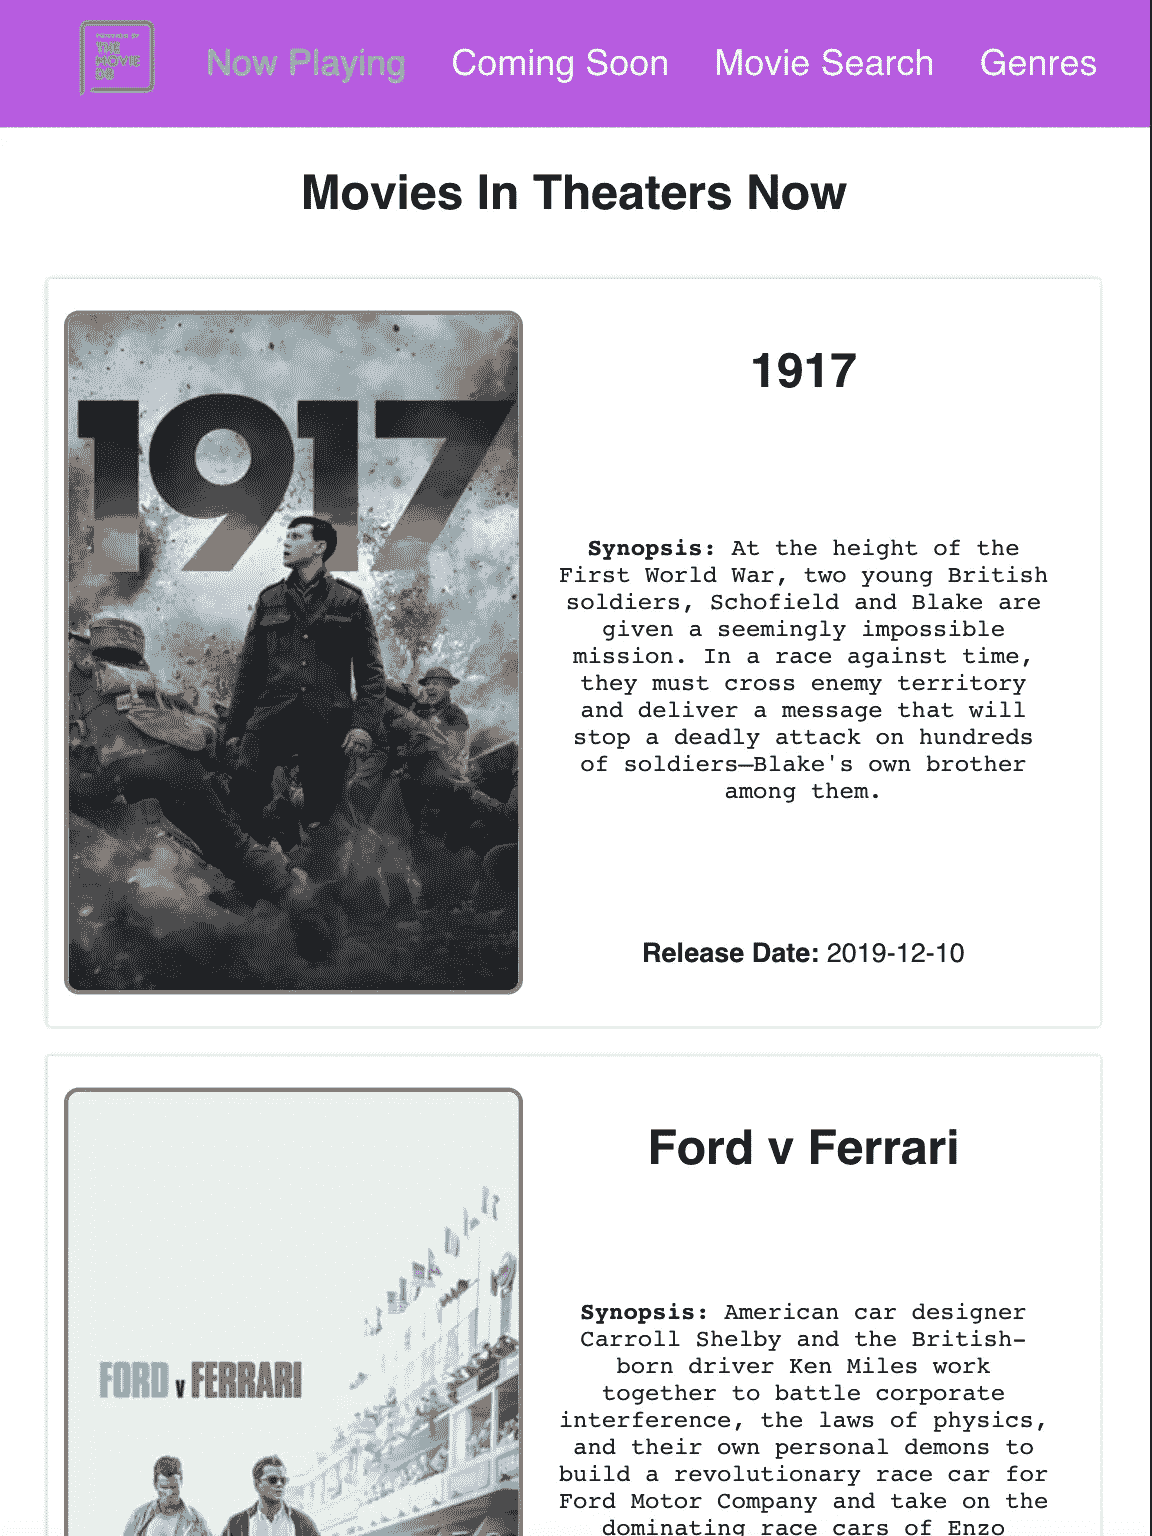 POWERED BY
THE
MOVIE
DB
Now Playing
Coming Soon
Movie Search
Genres
Movies In Theaters Now
1917
1917
Synopsis: At the height of the
First World War, two young British
soldiers, Schofield and Blake are
given a seemingly impossible
mission. In a race against time,
they must cross enemy territory
and deliver a message that will
stop a deadly attack on hundreds
of soldiers—Blake's own brother
among them.
Release Date: 2019-12-10
FORD v FERRARI
Ford v Ferrari
Synopsis: American car designer
Carroll Shelby and the British-
born driver Ken Miles work
together to battle corporate
interference, the laws of physics,
and their own personal demons to
build a revolutionary race car for
Ford Motor Company and take on the
dominating race cars of Enzo